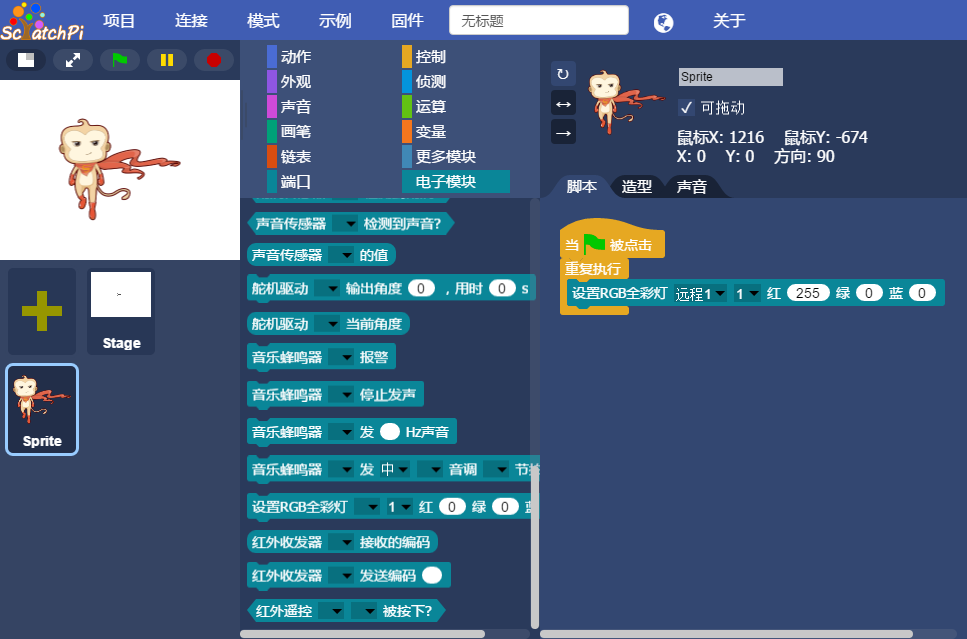 ScratchPi 项目 连接 模式 示例 固件 无标题 关于
动作 控制
外观 侦测
声音 运算
画笔 变量
链表 更多模块
端口 电子模块
Sprite
可拖动
鼠标X: 1216 鼠标Y: -674
X: 0 Y: 0 方向: 90
脚本 造型 声音
Stage
Sprite
声音传感器 检测到声音?
声音传感器 的值
舵机驱动 输出角度 0 , 用时 0 s
舵机驱动 当前角度
音乐蜂鸣器 报警
音乐蜂鸣器 停止发声
音乐蜂鸣器 发 Hz声音
音乐蜂鸣器 发 中 音调 节
设置RGB全彩灯 1 红 0 绿 0
红外收发器 接收的编码
红外收发器 发送编码
红外遥控 被按下?
当 被点击
重复执行
设置RGB全彩灯 远程1 1 红 255 绿 0 蓝 0